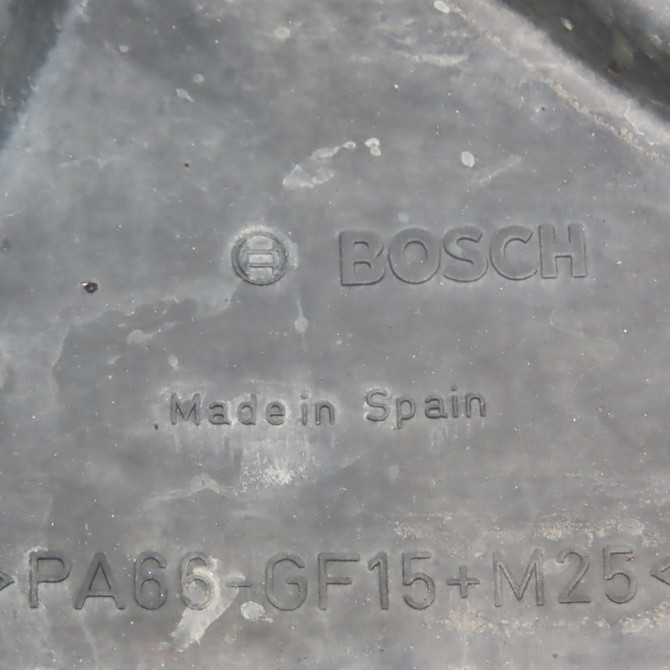 BOSCH
Made in Spain
>PA66-GF15+M25<